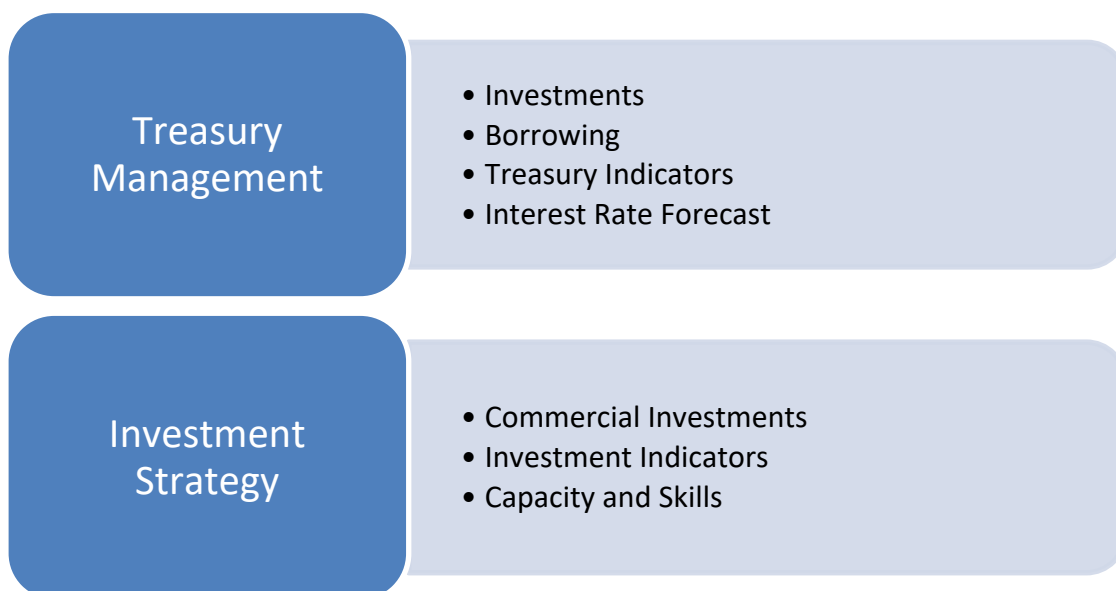 Treasury
Management
• Investments
• Borrowing
• Treasury Indicators
• Interest Rate Forecast
Investment
Strategy
• Commercial Investments
• Investment Indicators
• Capacity and Skills